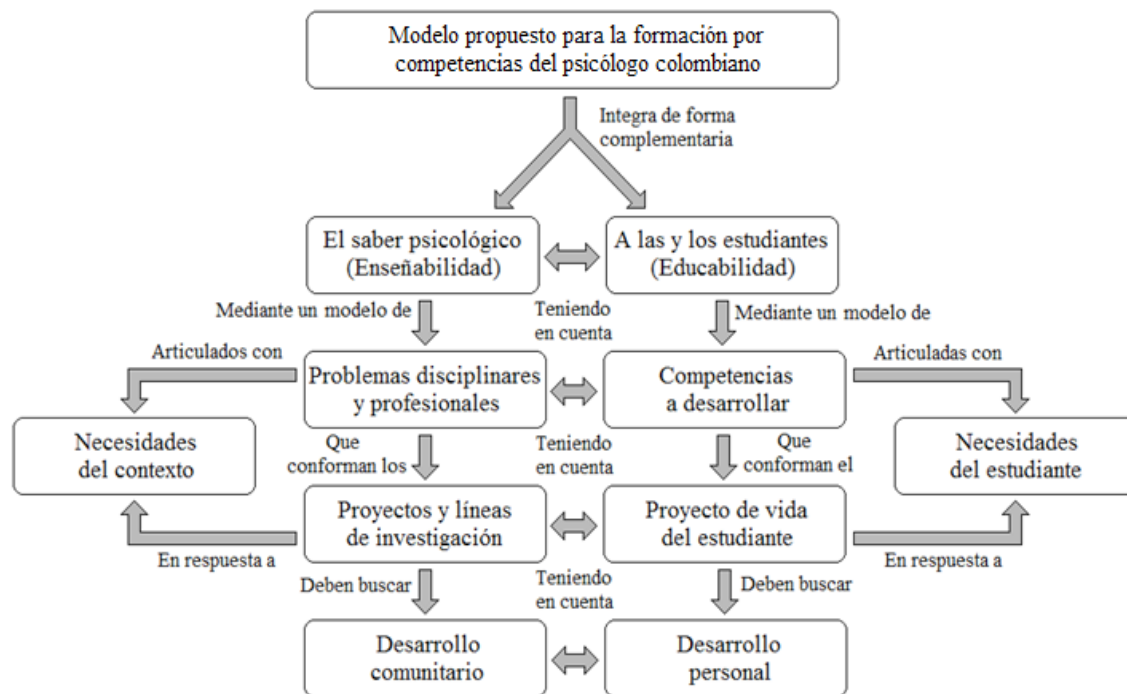 Modelo propuesto para la formación por
competencias del psicólogo colombiano
Integra de forma
complementaria
El saber psicológico
(Enseñabilidad)
A las y los estudiantes
(Educabilidad)
Mediante un modelo de
Teniendo
en cuenta
Mediante un modelo de
Articulados con
Problemas disciplinares
y profesionales
Competencias
a desarrollar
Articuladas con
Necesidades
del contexto
Que
conforman los
Teniendo
en cuenta
Que
conforman el
Necesidades
del estudiante
Proyectos y líneas
de investigación
Proyecto de vida
del estudiante
En respuesta a
En respuesta a
Deben buscar
Teniendo
en cuenta
Deben buscar
Desarrollo
comunitario
Desarrollo
personal